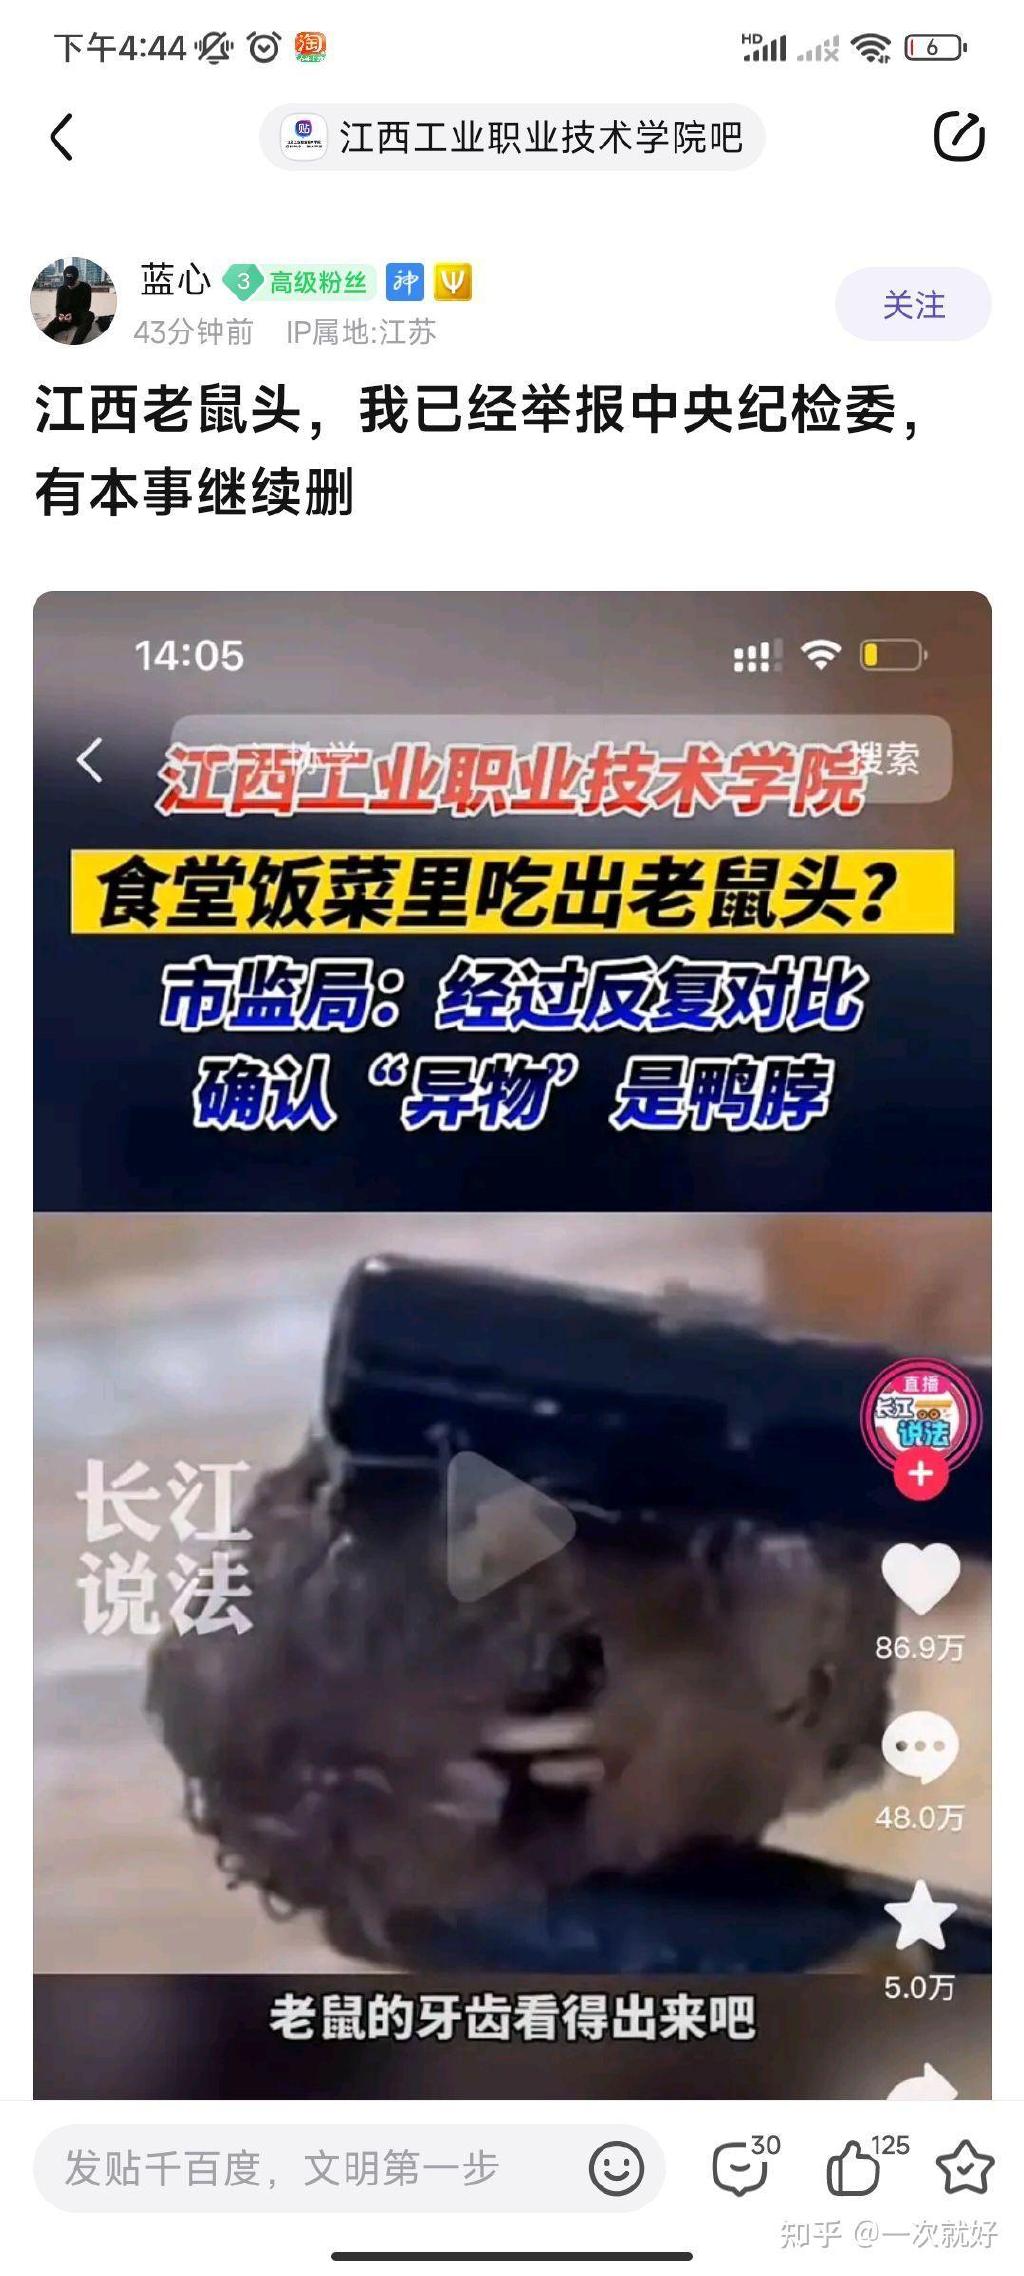 下午4:44
HD
6
江西工业职业技术学院吧
蓝心
3 高级粉丝
神
43分钟前 IP属地:江苏
关注
江西老鼠头，我已经举报中央纪检委，
有本事继续删
14:05
搜索
江西工业职业技术学院
食堂饭菜里吃出老鼠头?
市监局：经过反复对比
确认“异物”是鸭脖
直播
长江
说法
长江
说法
86.9万
48.0万
5.0万
老鼠的牙齿看得出来吧
发贴千百度，文明第一步
30
125
知乎 @一次就好